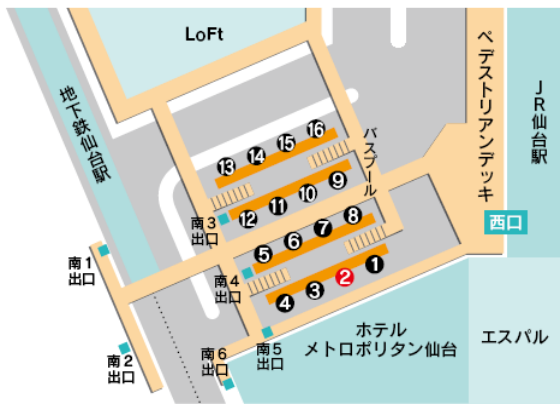 LoFt
地下鉄仙台駅
バスプール
ペデストリアンデッキ
JR仙台駅
西口
16
15
14
13
9
10
11
12
8
7
6
5
1
2
3
4
南3
出口
南4
出口
南1
出口
南2
出口
南6
出口
南5
出口
ホテル
メトロポリタン仙台
エスパル